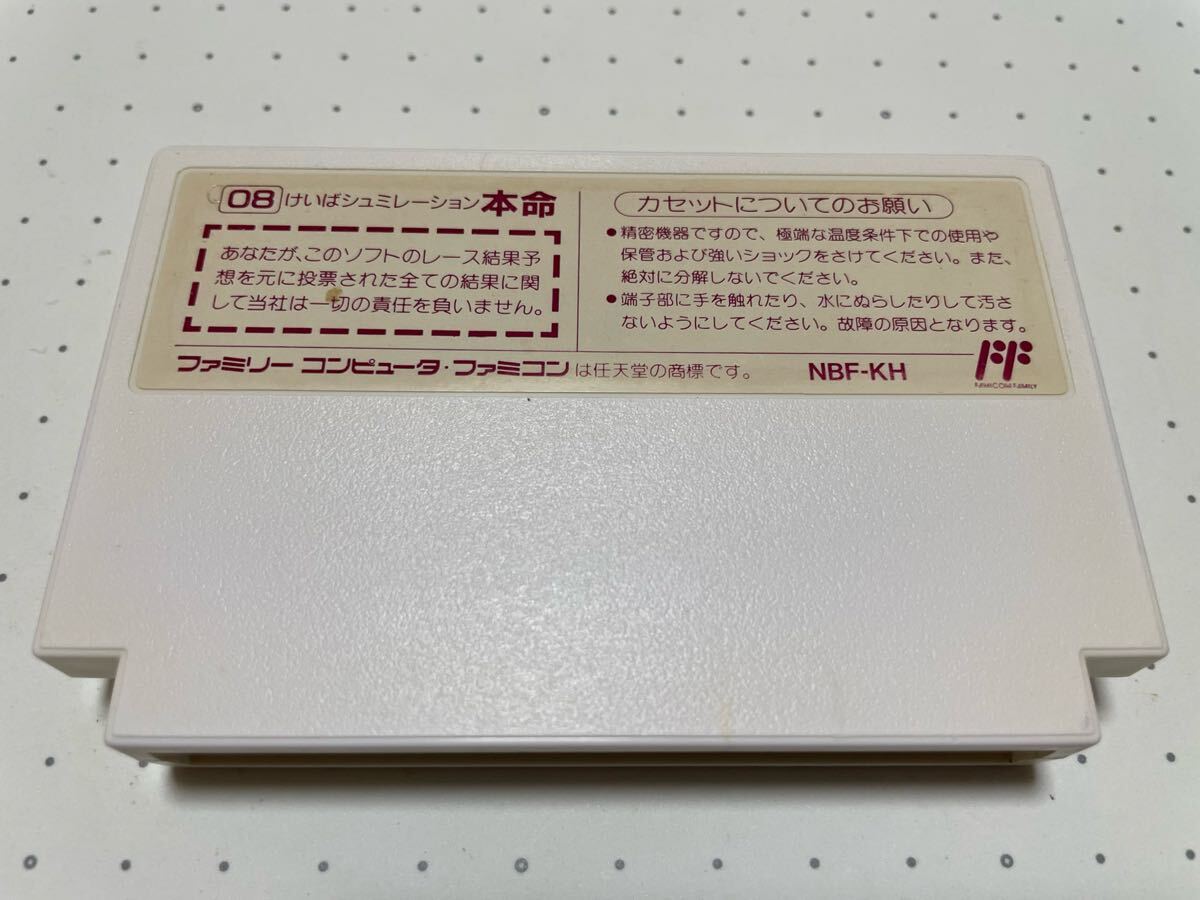 08 けいばシュミレーション 本命
あなたが、このソフトのレース結果予
想を元に投票された全ての結果に関
して当社は一切の責任を負いません。
カセットについてのお願い
●精密機器ですので、極端な温度条件下での使用や
保管および強いショックをさけてください。また、
絶対に分解しないでください。
●端子部に手を触れたり、水にぬらしたりして汚さ
ないようにしてください。故障の原因となります。
ファミリー コンピュータ・ファミコンは任天堂の商標です。 NBF-KH
FAMICOM FAMILY